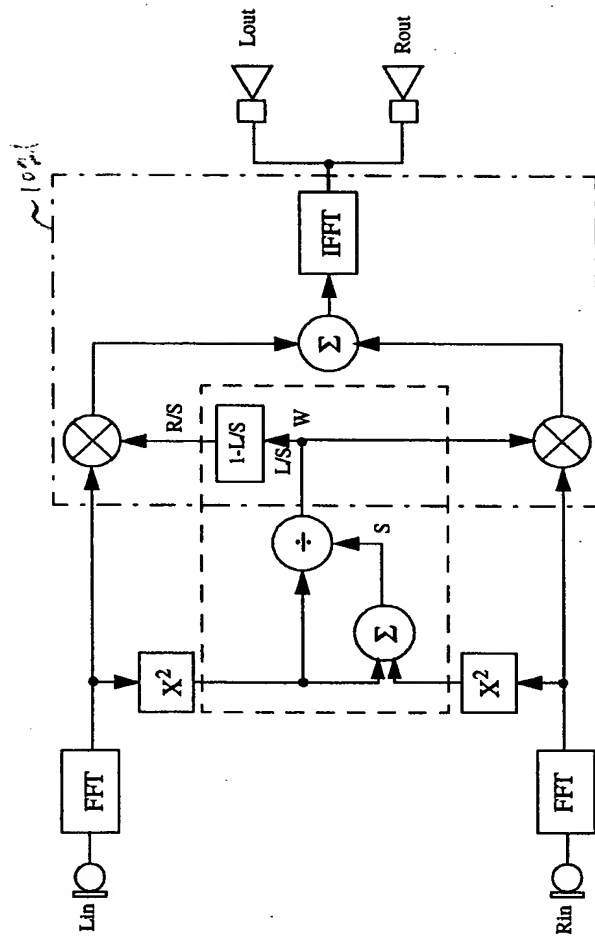 Lin
FFT
X²
÷
Σ
S
L/S
W
1-L/S
R/S
Σ
IFFT
Lout
Rout
X²
FFT
Rin